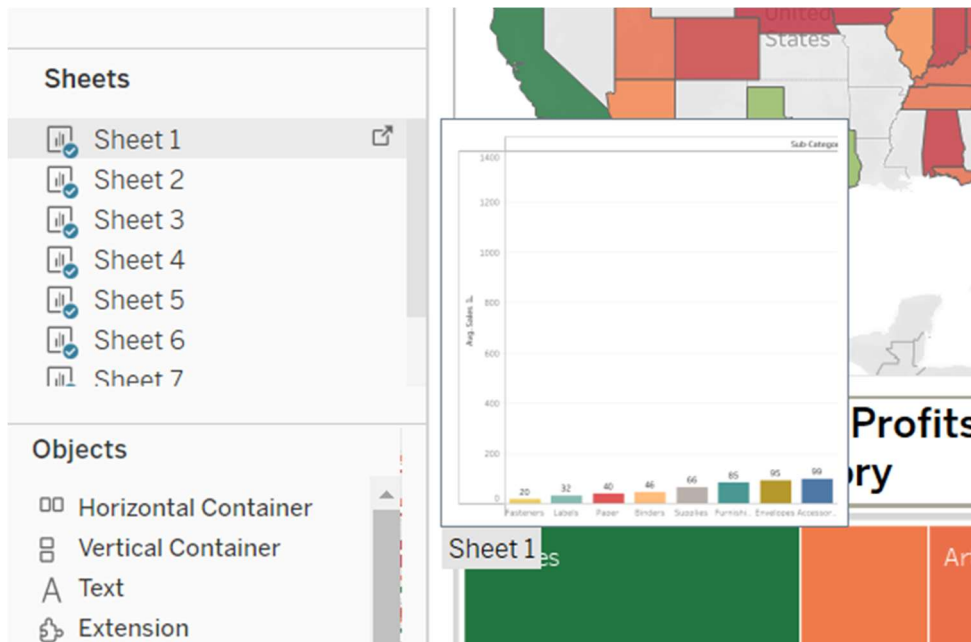 Sheets
Sheet 1
Sheet 2
Sheet 3
Sheet 4
Sheet 5
Sheet 6
Sheet 7
Objects
Horizontal Container
Vertical Container
Text
Extension
United
States
Sub-Categor
1400
1200
1000
800
600
400
200
0
Avg. Sales
20 32 40 46 66 85 95 99
Fasteners Labels Paper Binders Supplies Furnishi.. Envelopes Accessor..
Sheet 1
Profits
ory
es
Ar